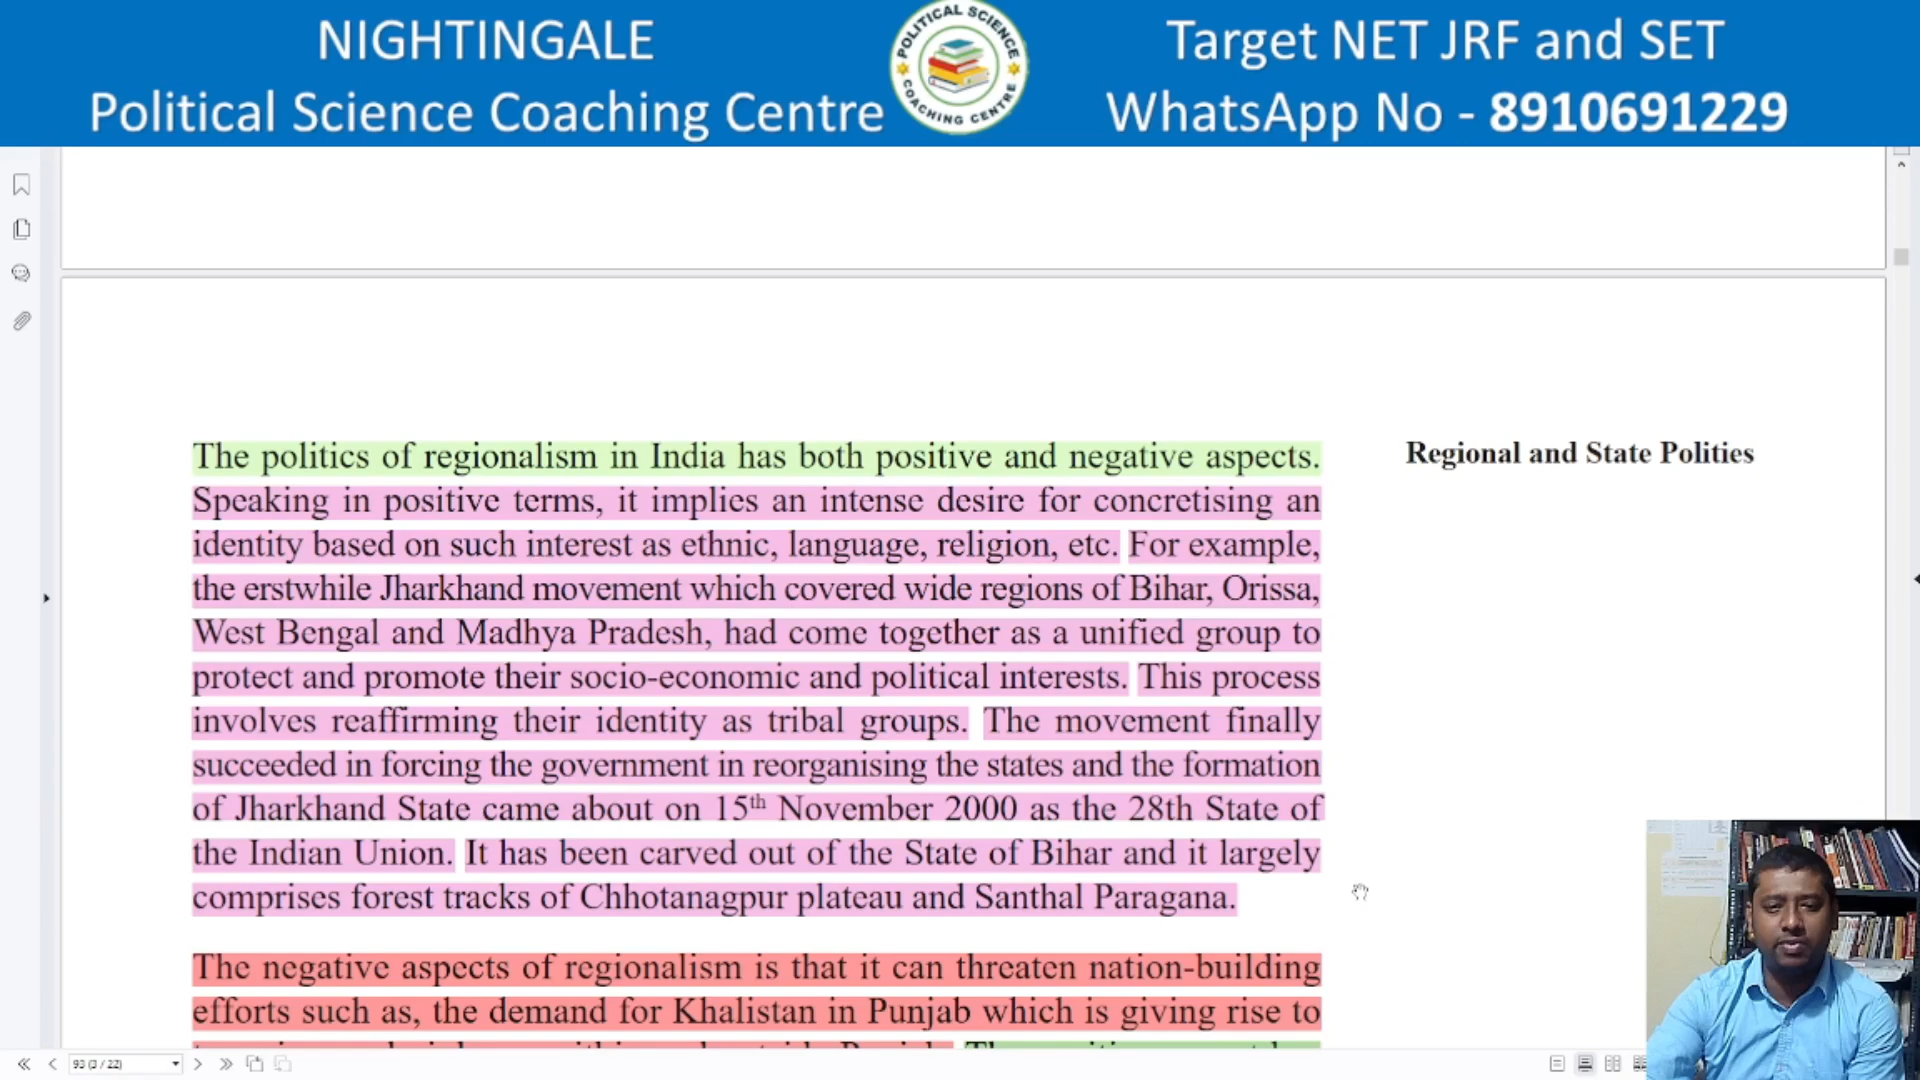 NIGHTINGALE
Political Science Coaching Centre
POLITICAL SCIENCE
COACHING CENTRE
Target NET JRF and SET
WhatsApp No - 8910691229
The politics of regionalism in India has both positive and negative aspects.
Speaking in positive terms, it implies an intense desire for concretising an
identity based on such interest as ethnic, language, religion, etc. For example,
the erstwhile Jharkhand movement which covered wide regions of Bihar, Orissa,
West Bengal and Madhya Pradesh, had come together as a unified group to
protect and promote their socio-economic and political interests. This process
involves reaffirming their identity as tribal groups. The movement finally
succeeded in forcing the government in reorganising the states and the formation
of Jharkhand State came about on 15th November 2000 as the 28th State of
the Indian Union. It has been carved out of the State of Bihar and it largely
comprises forest tracks of Chhotanagpur plateau and Santhal Paragana.
The negative aspects of regionalism is that it can threaten nation-building
efforts such as, the demand for Khalistan in Punjab which is giving rise to
Regional and State Polities
93 (3 / 22)